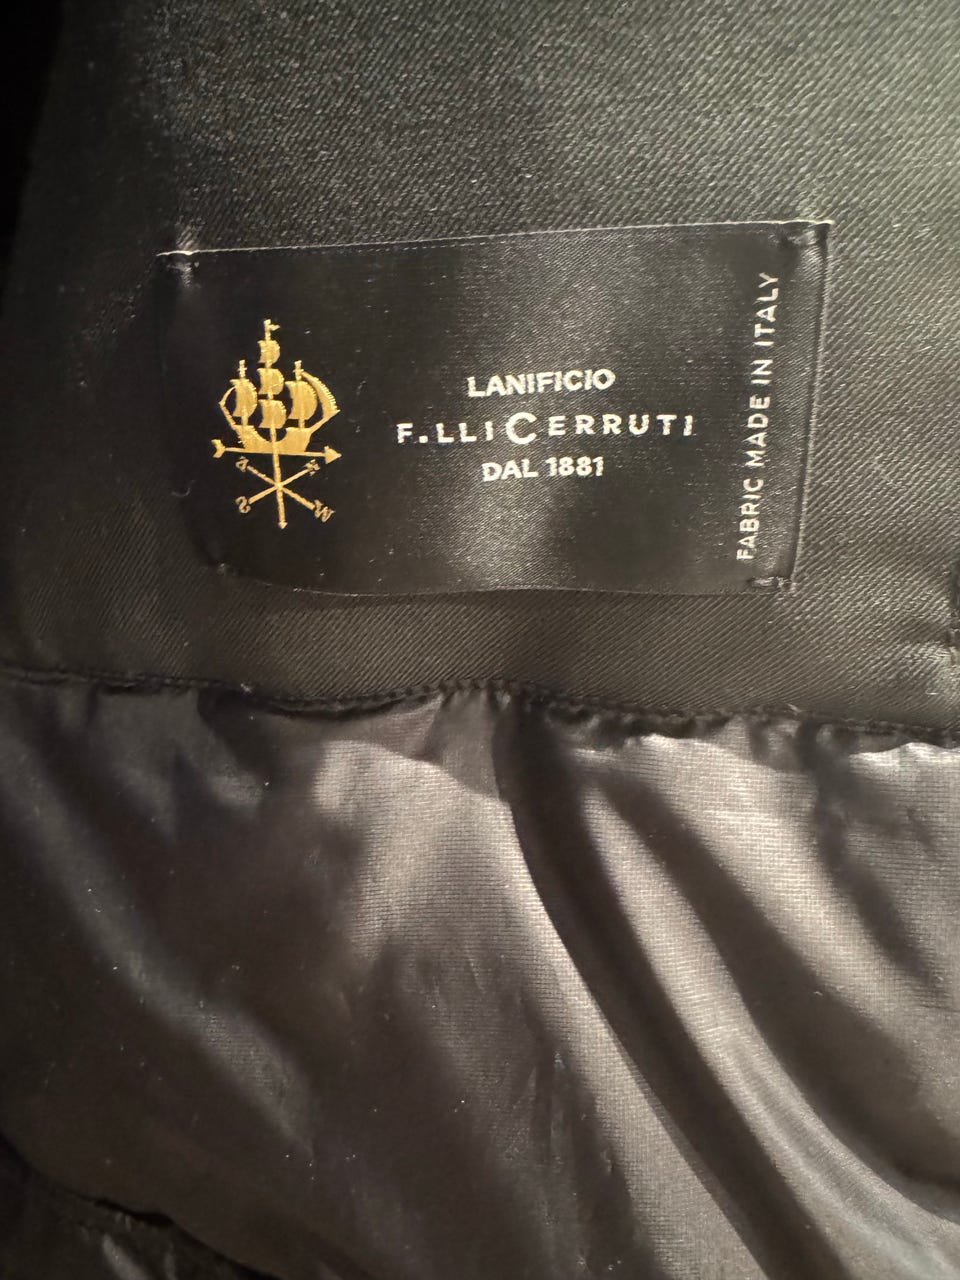 LANIFICIO
F.LLI CERRUTI
DAL 1881
FABRIC MADE IN ITALY
N
S
W